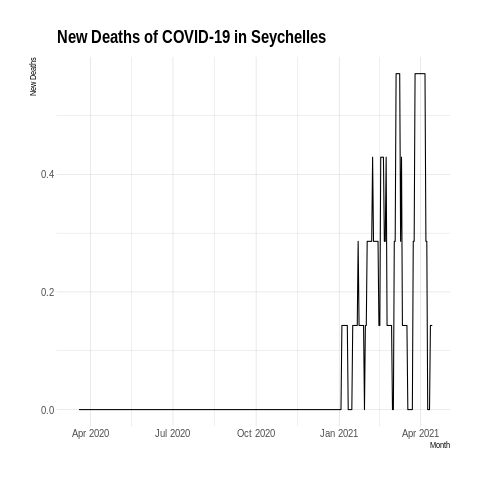 New Deaths of COVID-19 in Seychelles
New Deaths
0.4
0.2
0.0
Apr 2020 Jul 2020 Oct 2020 Jan 2021 Apr 2021
Month